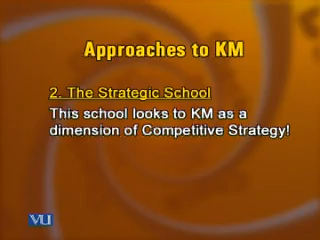 Approaches to KM
2. The Strategic School
This school looks to KM as a
dimension of Competitive Strategy!
VU